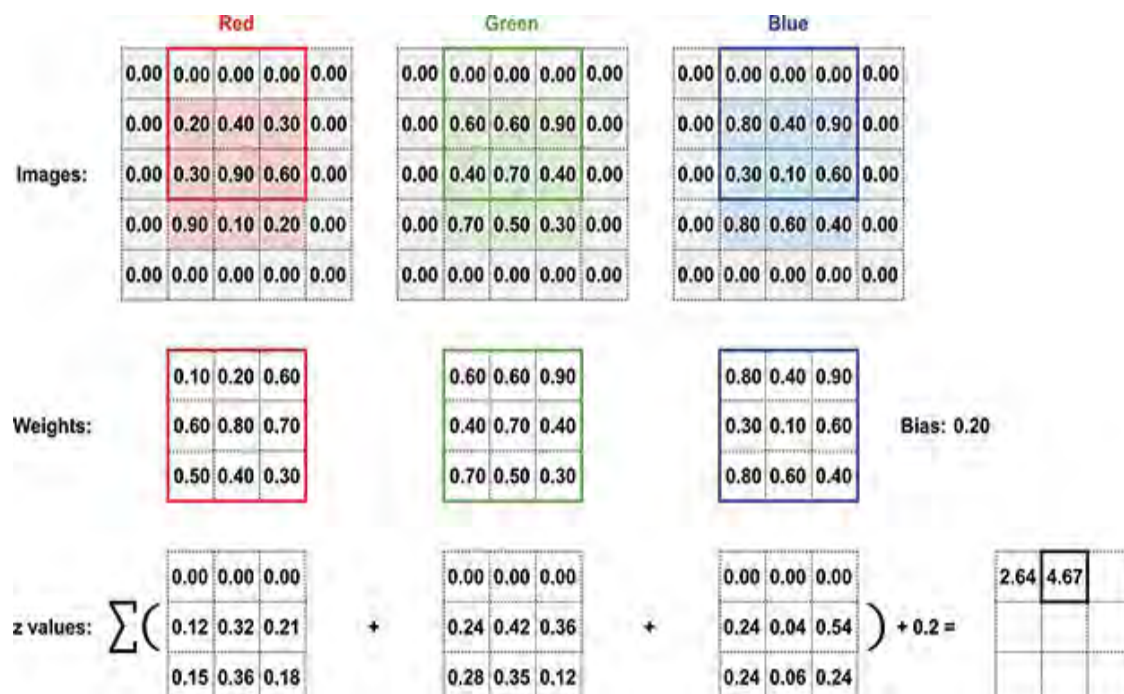 Red Green Blue
0.00 0.00 0.00 0.00 0.00 0.00 0.00 0.00 0.00 0.00 0.00 0.00 0.00 0.00 0.00
0.00 0.20 0.40 0.30 0.00 0.00 0.60 0.60 0.90 0.00 0.00 0.80 0.40 0.90 0.00
Images: 0.00 0.30 0.90 0.60 0.00 0.00 0.40 0.70 0.40 0.00 0.00 0.30 0.10 0.60 0.00
0.00 0.90 0.10 0.20 0.00 0.00 0.70 0.50 0.30 0.00 0.00 0.80 0.60 0.40 0.00
0.00 0.00 0.00 0.00 0.00 0.00 0.00 0.00 0.00 0.00 0.00 0.00 0.00 0.00 0.00
0.10 0.20 0.60 0.60 0.60 0.90 0.80 0.40 0.90
Weights: 0.60 0.80 0.70 0.40 0.70 0.40 0.30 0.10 0.60 Bias: 0.20
0.50 0.40 0.30 0.70 0.50 0.30 0.80 0.60 0.40
0.00 0.00 0.00 0.00 0.00 0.00 0.00 0.00 0.00 2.64 4.67
z values: ∑( 0.12 0.32 0.21 + 0.24 0.42 0.36 + 0.24 0.04 0.54 ) + 0.2 =
0.15 0.36 0.18 0.28 0.35 0.12 0.24 0.06 0.24